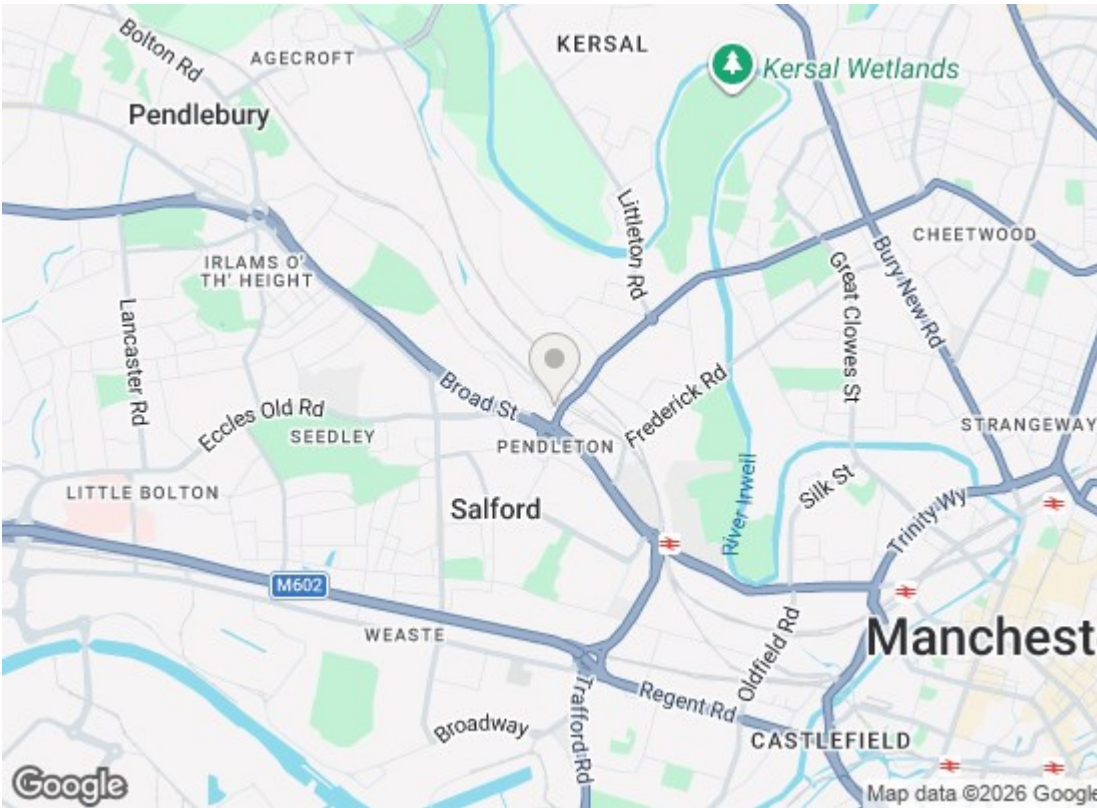 Bolton Rd
AGECROFT
KERSAL
Kersal Wetlands
Pendlebury
Littleton Rd
CHEETWOOD
IRLAMS O'
TH' HEIGHT
Great Clowes St
Bury New Rd
Lancaster Rd
Broad St
Frederick Rd
Eccles Old Rd
SEEDLEY
PENDLETON
STRANGEWAY
LITTLE BOLTON
Salford
Silk St
River Irwell
Trinity Wy
M602
WEASTE
Oldfield Rd
Manchest
Trafford Rd
Regent Rd
Broadway
CASTLEFIELD
Google
Map data ©2026 Google